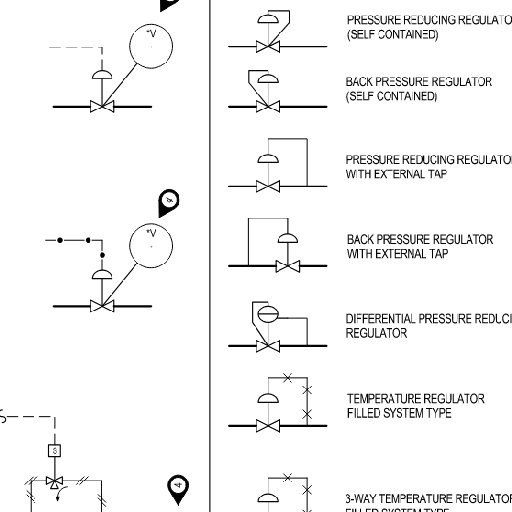 *V
*V
S
4
PRESSURE REDUCING REGULATO
(SELF CONTAINED)
BACK PRESSURE REGULATOR
(SELF CONTAINED)
PRESSURE REDUCING REGULATO
WITH EXTERNAL TAP
BACK PRESSURE REGULATOR
WITH EXTERNAL TAP
DIFFERENTIAL PRESSURE REDUCI
REGULATOR
TEMPERATURE REGULATOR
FILLED SYSTEM TYPE
3-WAY TEMPERATURE REGULATOR
FILLED SYSTEM TYPE